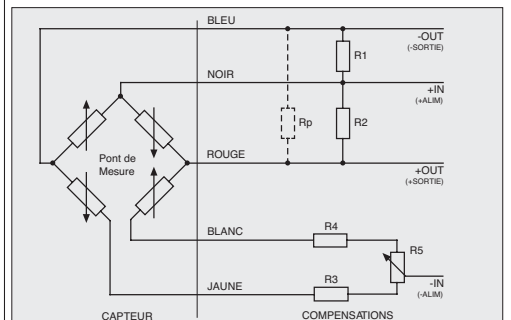 BLEU
-OUT
(-SORTIE)
R1
NOIR
+IN
(+ALIM)
Rp
R2
Pont de
Mesure
ROUGE
+OUT
(+SORTIE)
BLANC
R4
R5
-IN
(-ALIM)
JAUNE
R3
CAPTEUR
COMPENSATIONS